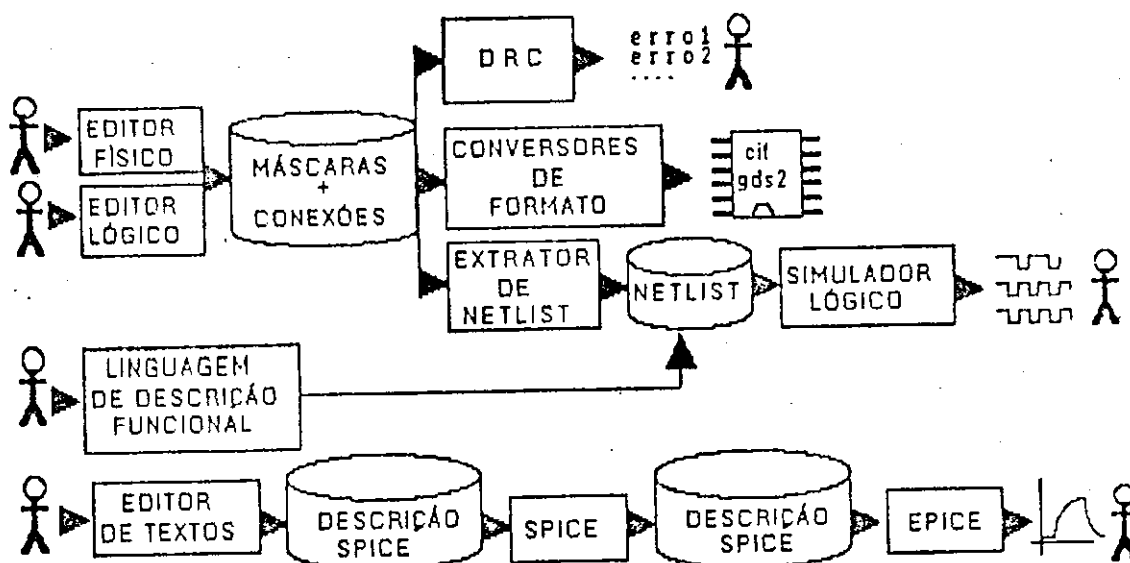 DRC
erro1
erro2
....
EDITOR
FÍSICO
EDITOR
LÓGICO
MÁSCARAS
+
CONEXÓES
CONVERSORES
DE
FORMATO
cif
gds2
EXTRATOR
DE
NETLIST
NETLIST
SIMULADOR
LÓGICO
LINGUAGEM
DE DESCRIÇÃO
FUNCIONAL
EDITOR
DE TEXTOS
DESCRIÇÃO
SPICE
SPICE
DESCRIÇÃO
SPICE
EPICE